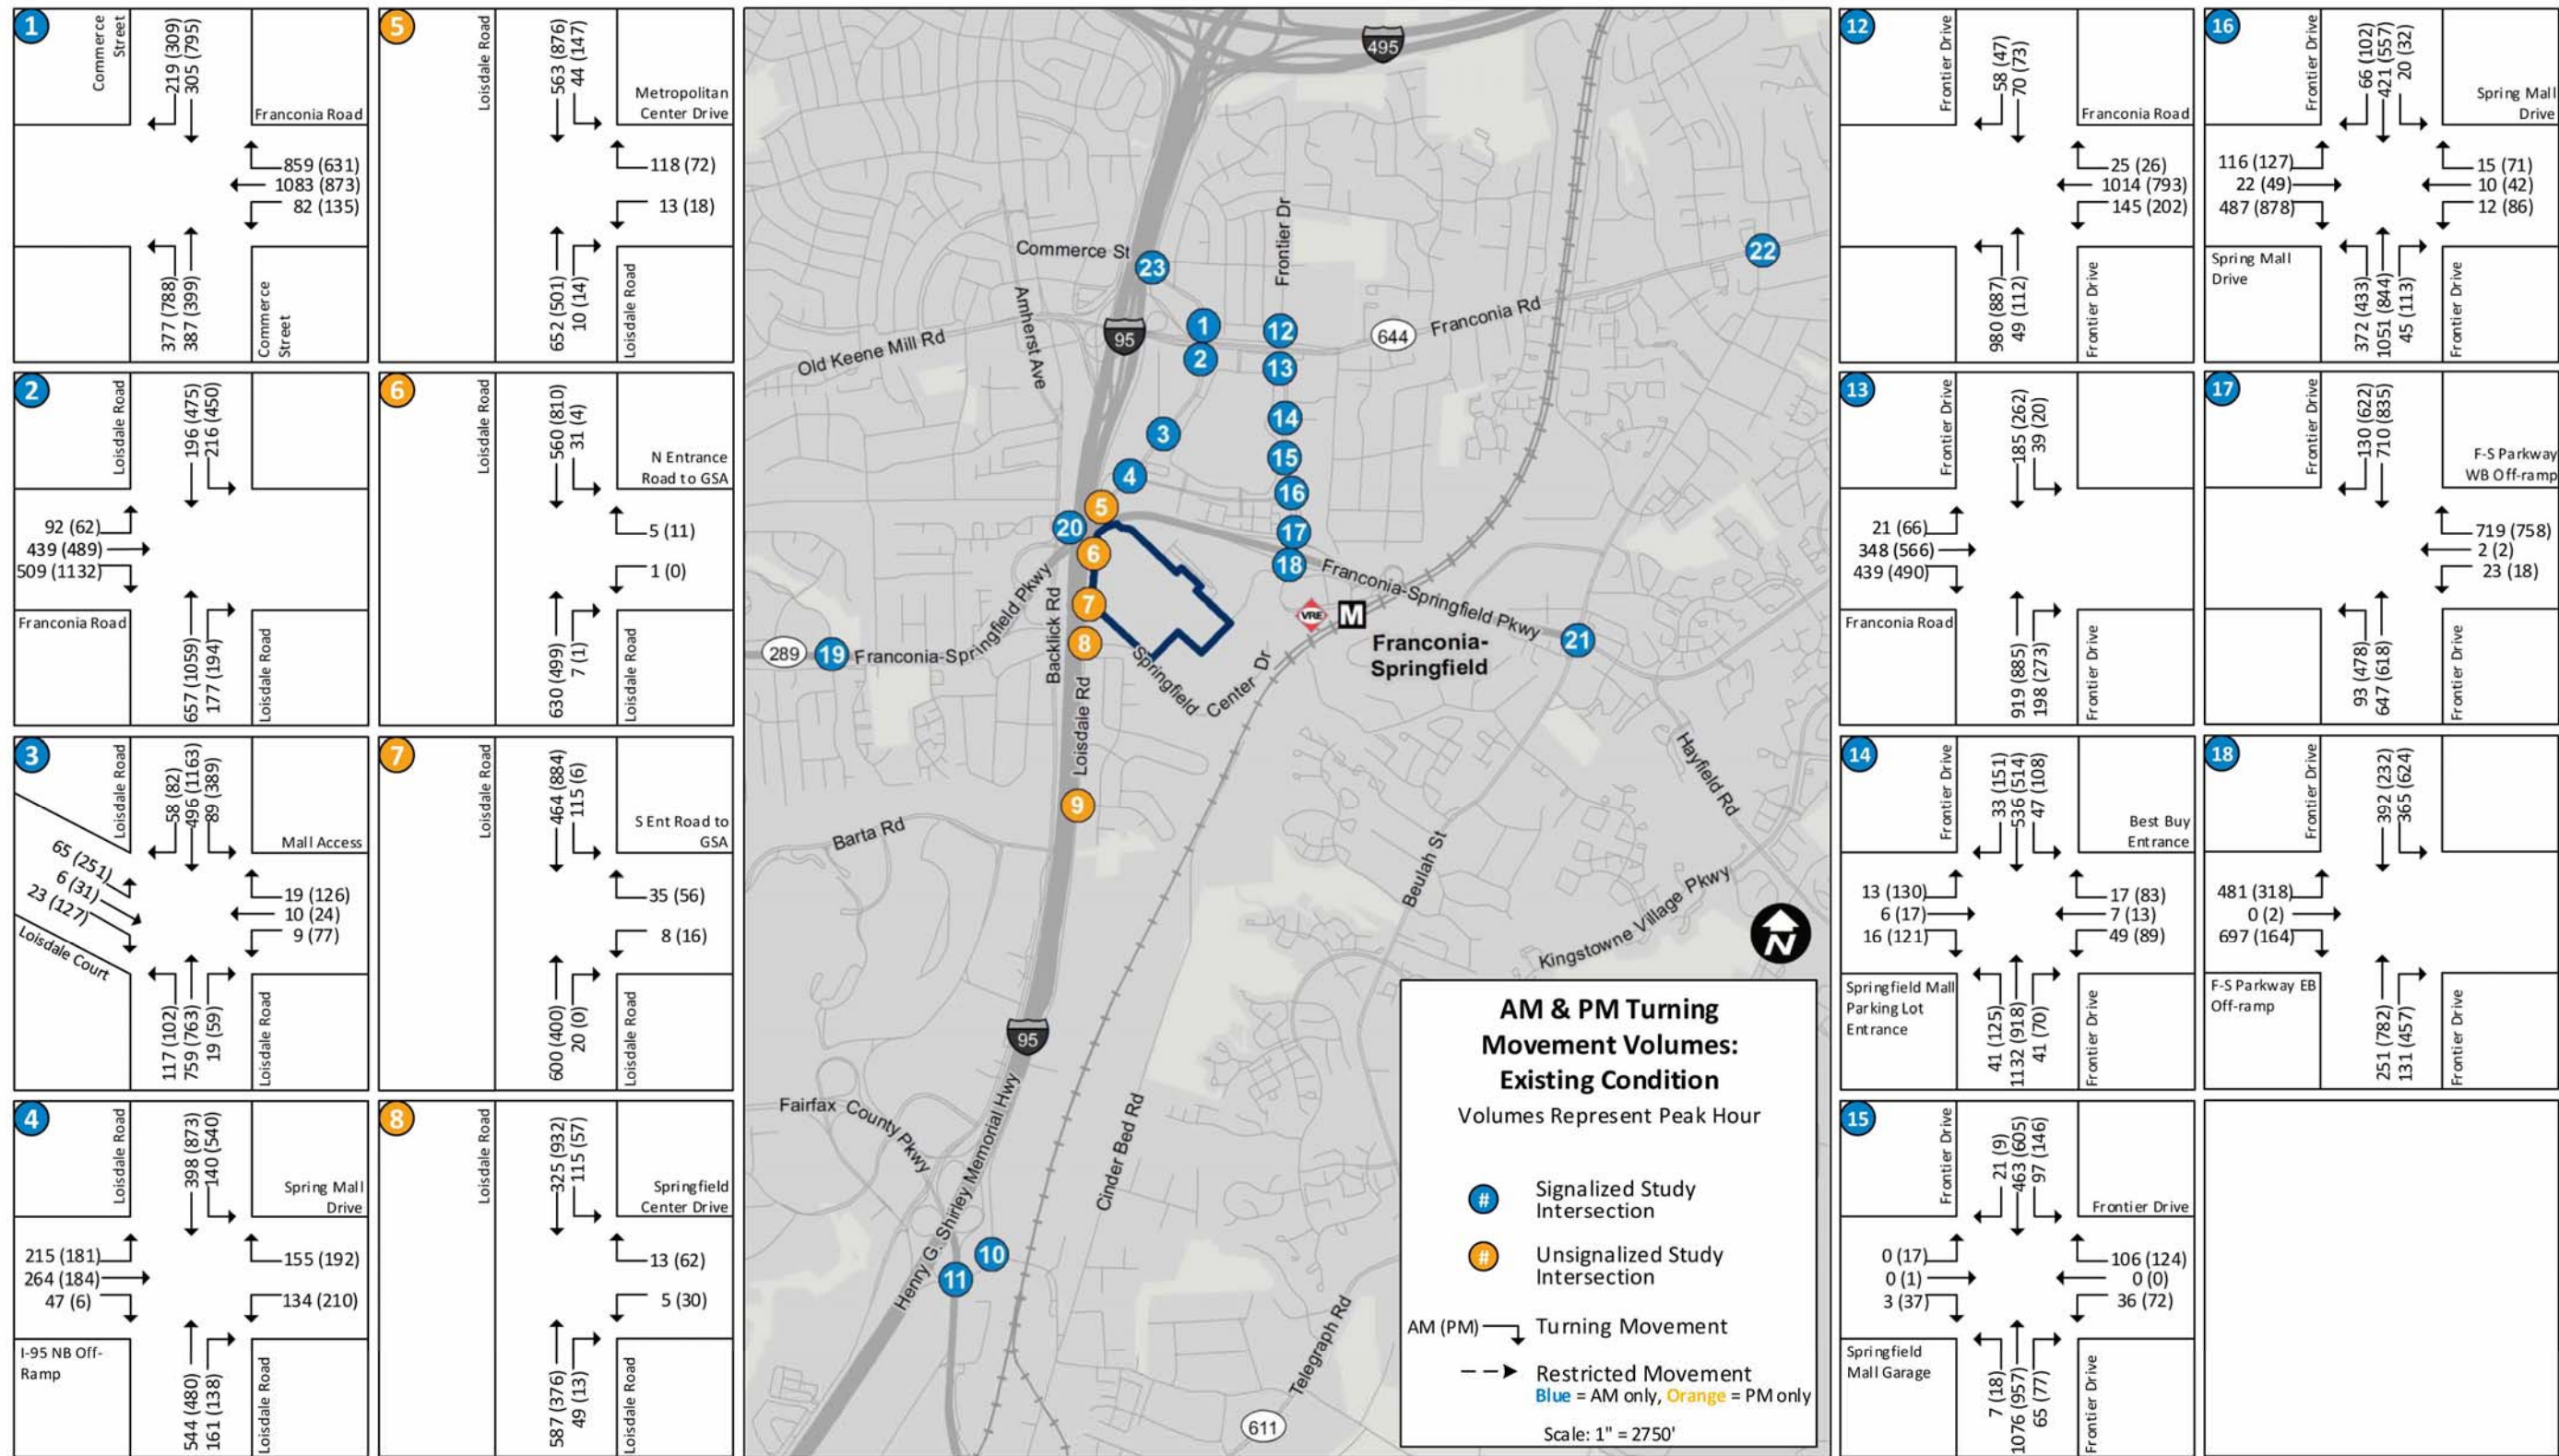 1
Commerce
Street
219 (309)
305 (795)
Franconia Road
859 (631)
1083 (873)
82 (135)
377 (788)
387 (399)
Commerce
Street
2
Loisdale Road
196 (475)
216 (450)
92 (62)
439 (489)
509 (1132)
Franconia Road
657 (1059)
177 (194)
Loisdale Road
3
Loisdale Road
58 (82)
496 (1163)
89 (389)
Mall Access
65 (251)
6 (31)
23 (127)
19 (126)
10 (24)
9 (77)
Loisdale Court
117 (102)
759 (763)
19 (59)
Loisdale Road
4
Loisdale Road
398 (873)
140 (540)
Spring Mall
Drive
215 (181)
264 (184)
47 (6)
155 (192)
134 (210)
I-95 NB Off-
Ramp
544 (480)
161 (138)
Loisdale Road
5
Loisdale Road
563 (876)
44 (147)
Metropolitan
Center Drive
118 (72)
13 (18)
652 (501)
10 (14)
Loisdale Road
6
Loisdale Road
560 (810)
31 (4)
N Entrance
Road to GSA
5 (11)
1 (0)
630 (499)
7 (1)
Loisdale Road
7
Loisdale Road
464 (884)
115 (6)
S Ent Road to
GSA
35 (56)
8 (16)
600 (400)
20 (0)
Loisdale Road
8
Loisdale Road
325 (932)
115 (57)
Springfield
Center Drive
13 (62)
5 (30)
587 (376)
49 (13)
Loisdale Road
495
Frontier Dr
Commerce St
23
22
Amherst Ave
95
1
12
644
Franconia Rd
Old Keene Mill Rd
2
13
14
3
15
4
16
5
20
17
6
18
Franconia-Springfield Pkwy
7
VRE
M
8
Franconia-
Springfield
21
289
19
Franconia-Springfield Pkwy
Backlick Rd
Springfield Center Dr
Loisdale Rd
9
Hayfield Rd
Barta Rd
Beulah St
Kingstowne Village Pkwy
N
95
Fairfax County Pkwy
Henry G. Shirley Memorial Hwy
Cinder Bed Rd
10
11
Telegraph Rd
611
AM & PM Turning
Movement Volumes:
Existing Condition
Volumes Represent Peak Hour
# Signalized Study
Intersection
# Unsignalized Study
Intersection
AM (PM) Turning Movement
Restricted Movement
Blue = AM only, Orange = PM only
Scale: 1" = 2750'
12
Frontier Drive
58 (47)
70 (73)
Franconia Road
25 (26)
1014 (793)
145 (202)
980 (887)
49 (112)
Frontier Drive
13
Frontier Drive
185 (262)
39 (20)
21 (66)
348 (566)
439 (490)
Franconia Road
919 (885)
198 (273)
Frontier Drive
14
Frontier Drive
33 (151)
536 (514)
47 (108)
Best Buy
Entrance
13 (130)
6 (17)
16 (121)
17 (83)
7 (13)
49 (89)
Springfield Mall
Parking Lot
Entrance
41 (125)
1132 (918)
41 (70)
Frontier Drive
15
Frontier Drive
21 (9)
463 (605)
97 (146)
Frontier Drive
0 (17)
0 (1)
3 (37)
106 (124)
0 (0)
36 (72)
Springfield
Mall Garage
7 (18)
1076 (957)
65 (77)
Frontier Drive
16
Frontier Drive
66 (102)
421 (557)
20 (32)
Spring Mall
Drive
116 (127)
22 (49)
487 (878)
15 (71)
10 (42)
12 (86)
Spring Mall
Drive
372 (433)
1051 (844)
45 (113)
Frontier Drive
17
Frontier Drive
130 (622)
710 (835)
F-S Parkway
WB Off-ramp
719 (758)
2 (2)
23 (18)
93 (478)
647 (618)
Frontier Drive
18
Frontier Drive
392 (232)
365 (624)
481 (318)
0 (2)
697 (164)
F-S Parkway EB
Off-ramp
251 (782)
131 (457)
Frontier Drive